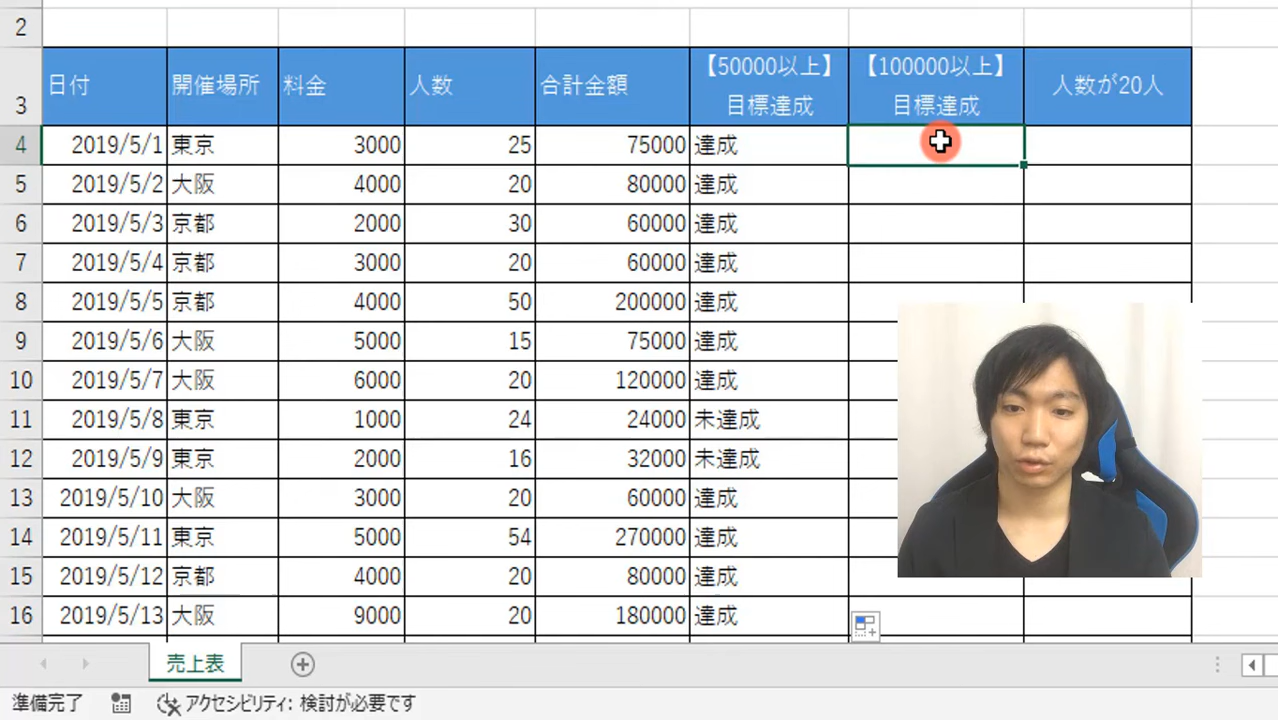 2
3 日付 開催場所 料金 人数 合計金額 【50000以上】目標達成 【100000以上】目標達成 人数が20人
4 2019/5/1 東京 3000 25 75000 達成
5 2019/5/2 大阪 4000 20 80000 達成
6 2019/5/3 京都 2000 30 60000 達成
7 2019/5/4 京都 3000 20 60000 達成
8 2019/5/5 京都 4000 50 200000 達成
9 2019/5/6 大阪 5000 15 75000 達成
10 2019/5/7 大阪 6000 20 120000 達成
11 2019/5/8 東京 1000 24 24000 未達成
12 2019/5/9 東京 2000 16 32000 未達成
13 2019/5/10 大阪 3000 20 60000 達成
14 2019/5/11 東京 5000 54 270000 達成
15 2019/5/12 京都 4000 20 80000 達成
16 2019/5/13 大阪 9000 20 180000 達成
売上表
準備完了 アクセシビリティ: 検討が必要です